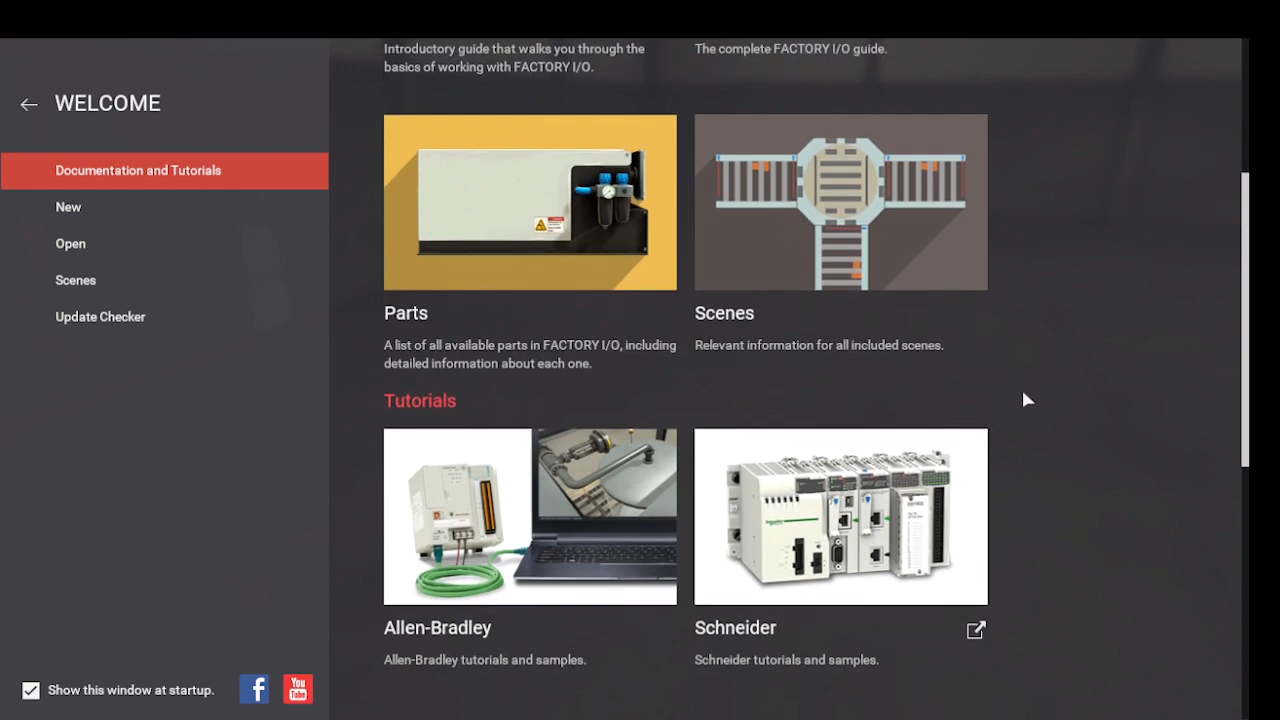 Introductory guide that walks you through the
basics of working with FACTORY I/O.
The complete FACTORY I/O guide.
WELCOME
Documentation and Tutorials
New
Open
Scenes
Update Checker
Parts
A list of all available parts in FACTORY I/O, including
detailed information about each one.
Scenes
Relevant information for all included scenes.
Tutorials
Allen-Bradley
Allen-Bradley tutorials and samples.
Schneider
Schneider tutorials and samples.
Show this window at startup.
f
You
Tube